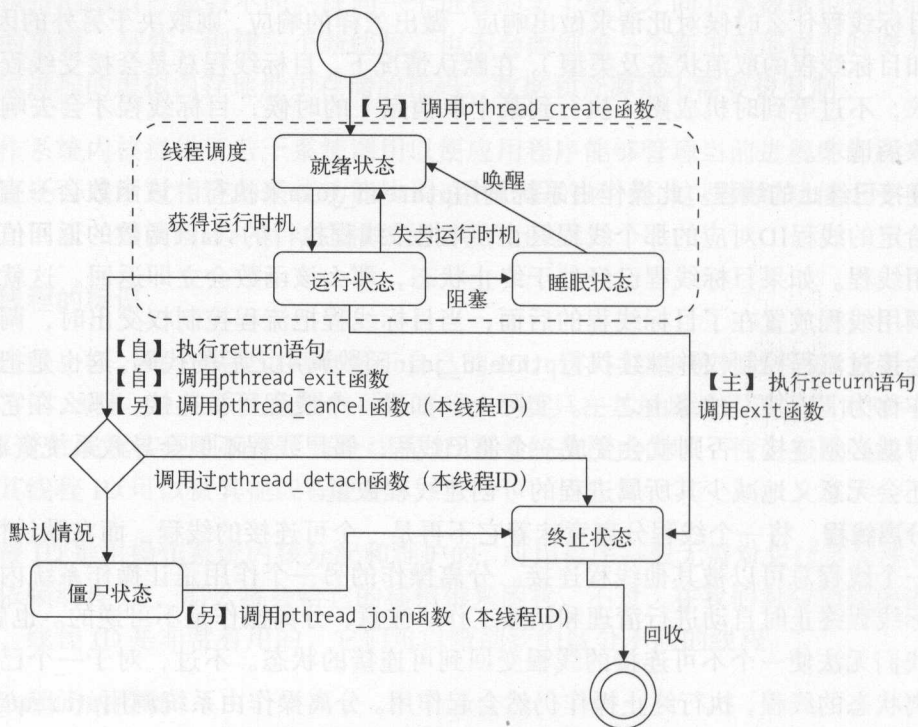 【另】调用pthread_create函数
线程调度
就绪状态
唤醒
获得运行时机
失去运行时机
运行状态
睡眠状态
阻塞
【自】执行return语句
【自】调用pthread_exit函数
【另】调用pthread_cancel函数（本线程ID）
【主】执行return语句
调用exit函数
调用过pthread_detach函数（本线程ID）
默认情况
终止状态
僵尸状态
【另】调用pthread_join函数（本线程ID）
回收